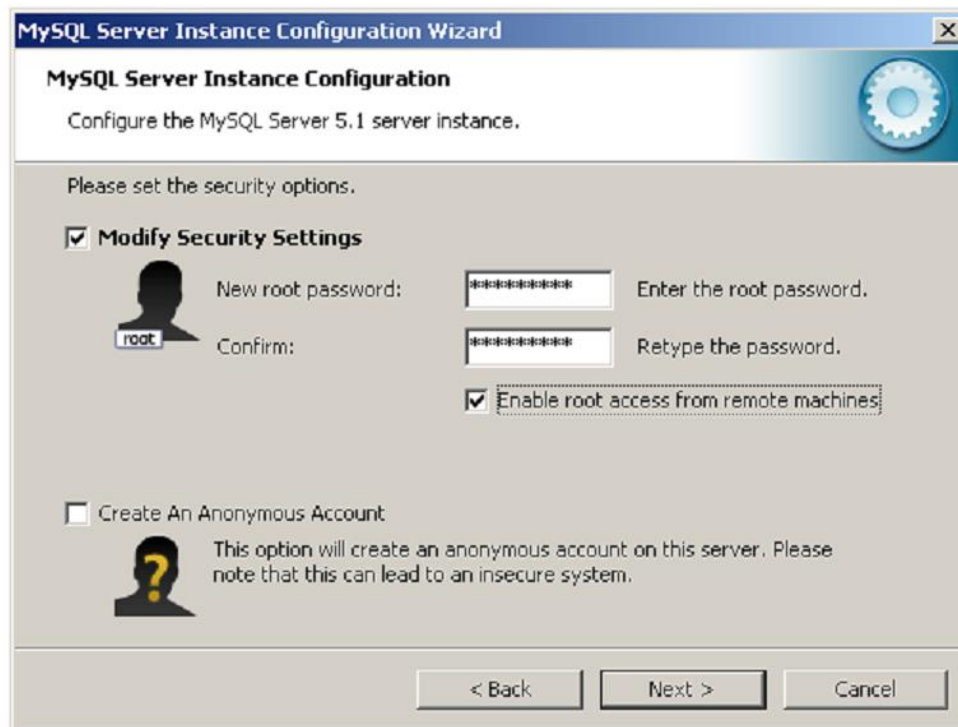 MySQL Server Instance Configuration Wizard
MySQL Server Instance Configuration
Configure the MySQL Server 5.1 server instance.
Please set the security options.
Modify Security Settings
root
New root password: ********* Enter the root password.
Confirm: ********* Retype the password.
Enable root access from remote machines
Create An Anonymous Account
This option will create an anonymous account on this server. Please
note that this can lead to an insecure system.
< Back Next > Cancel